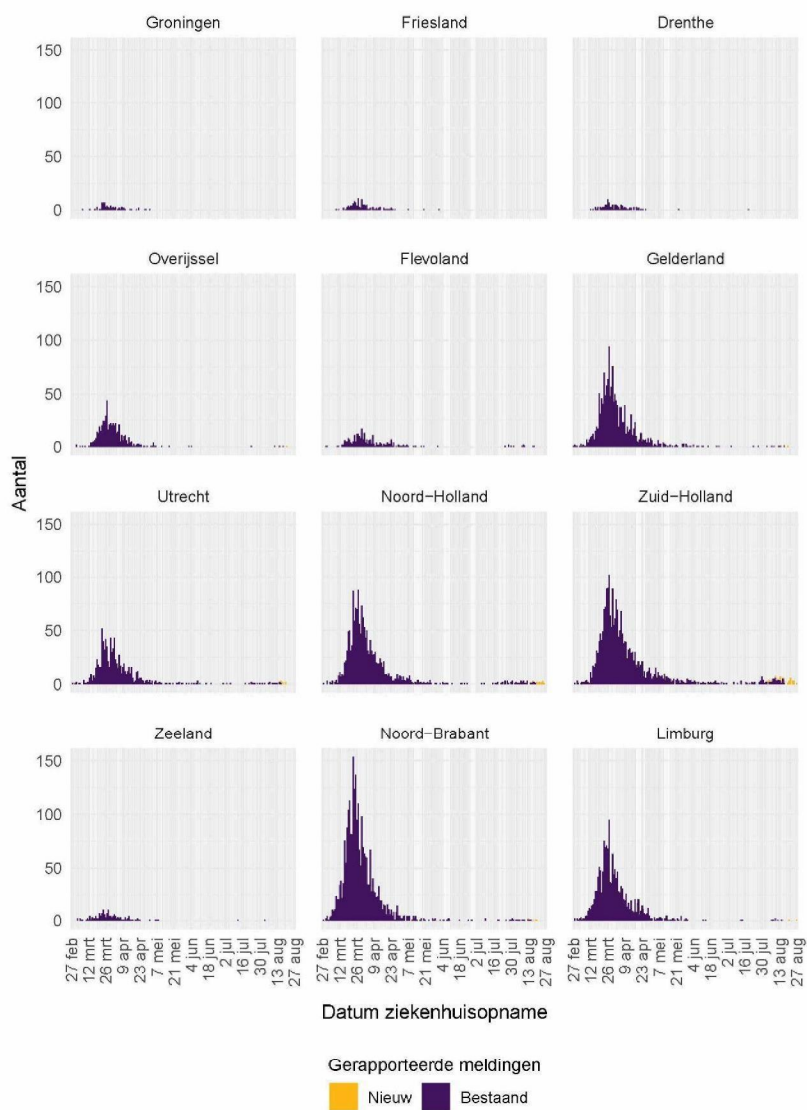 Groningen Friesland Drenthe
150
100
50
0
Overijssel Flevoland Gelderland
150
100
50
0
Aantal
Utrecht Noord-Holland Zuid-Holland
150
100
50
0
Zeeland Noord-Brabant Limburg
150
100
50
0
27 feb 12 mrt 26 mrt 9 apr 23 apr 7 mei 21 mei 4 jun 18 jun 2 jul 16 jul 30 jul 13 aug 27 aug
27 feb 12 mrt 26 mrt 9 apr 23 apr 7 mei 21 mei 4 jun 18 jun 2 jul 16 jul 30 jul 13 aug 27 aug
27 feb 12 mrt 26 mrt 9 apr 23 apr 7 mei 21 mei 4 jun 18 jun 2 jul 16 jul 30 jul 13 aug 27 aug
Datum ziekenhuisopname
Gerapporteerde meldingen
Nieuw Bestaand